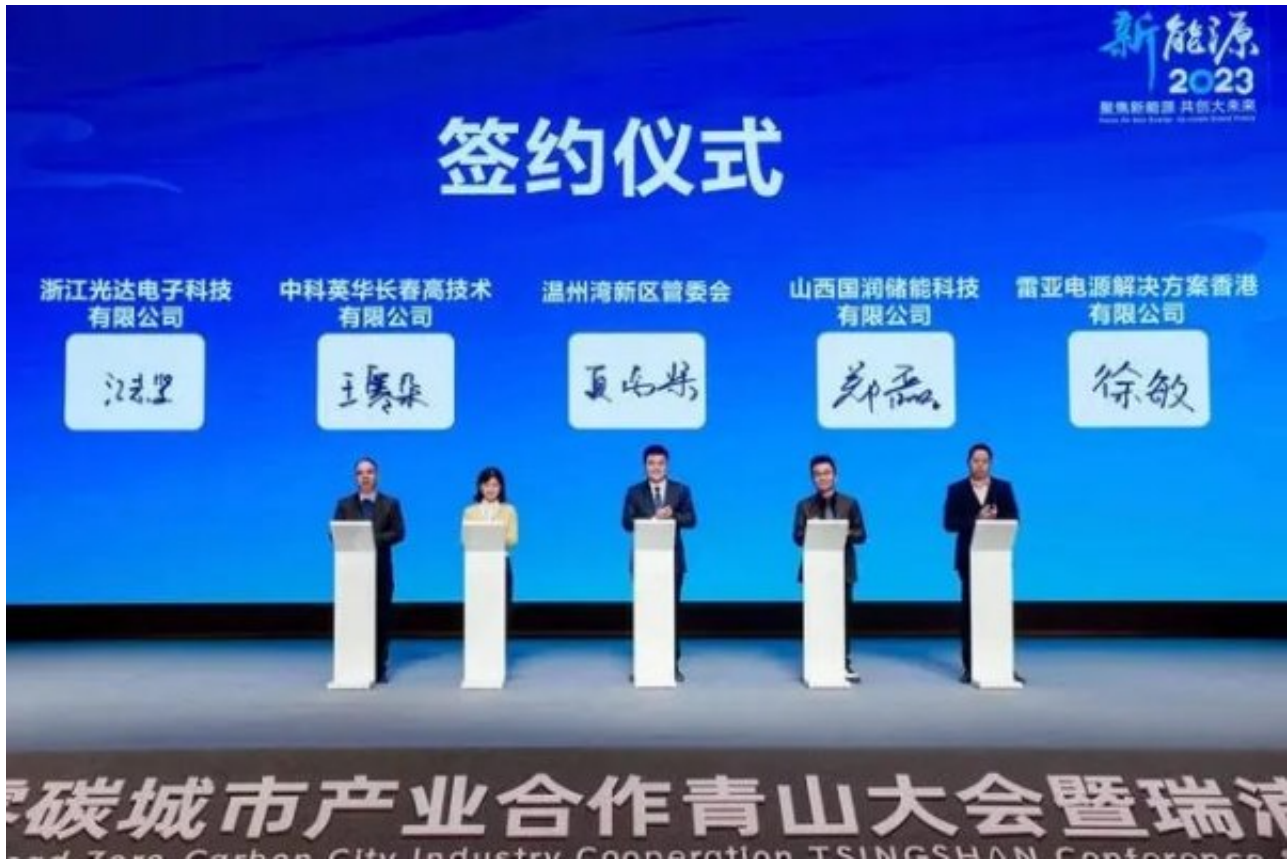 新能源
2023
聚焦新能源 共创大未来
签约仪式
浙江光达电子科技
有限公司
中科英华长春高技术
有限公司
温州湾新区管委会
山西国润储能科技
有限公司
雷亚电源解决方案香港
有限公司
徐敏
碳城市产业合作青山大会暨瑞浦
Zero Carbon City Industry Cooperation TSINGSHAN Conference